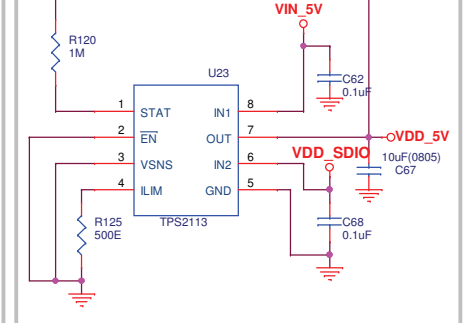 VIN_5V
R120
1M
U23
C62
0.1uF
1 STAT IN1 8
2 EN OUT 7
VDD_5V
VDD_SDIO
3 VSNS IN2 6
10uF(0805)
C67
4 ILIM GND 5
R125
500E
TPS2113
C68
0.1uF